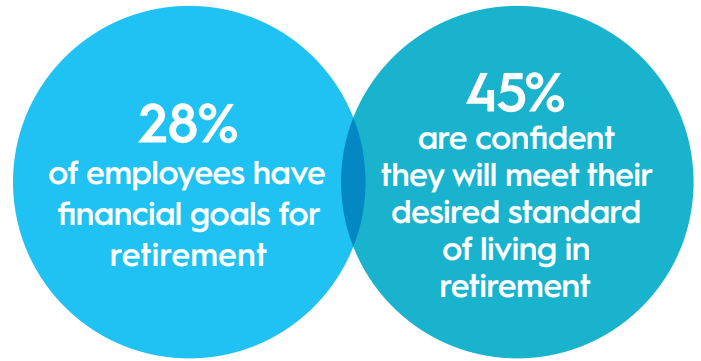 28%
of employees have
financial goals for
retirement
45%
are confident
they will meet their
desired standard
of living in
retirement